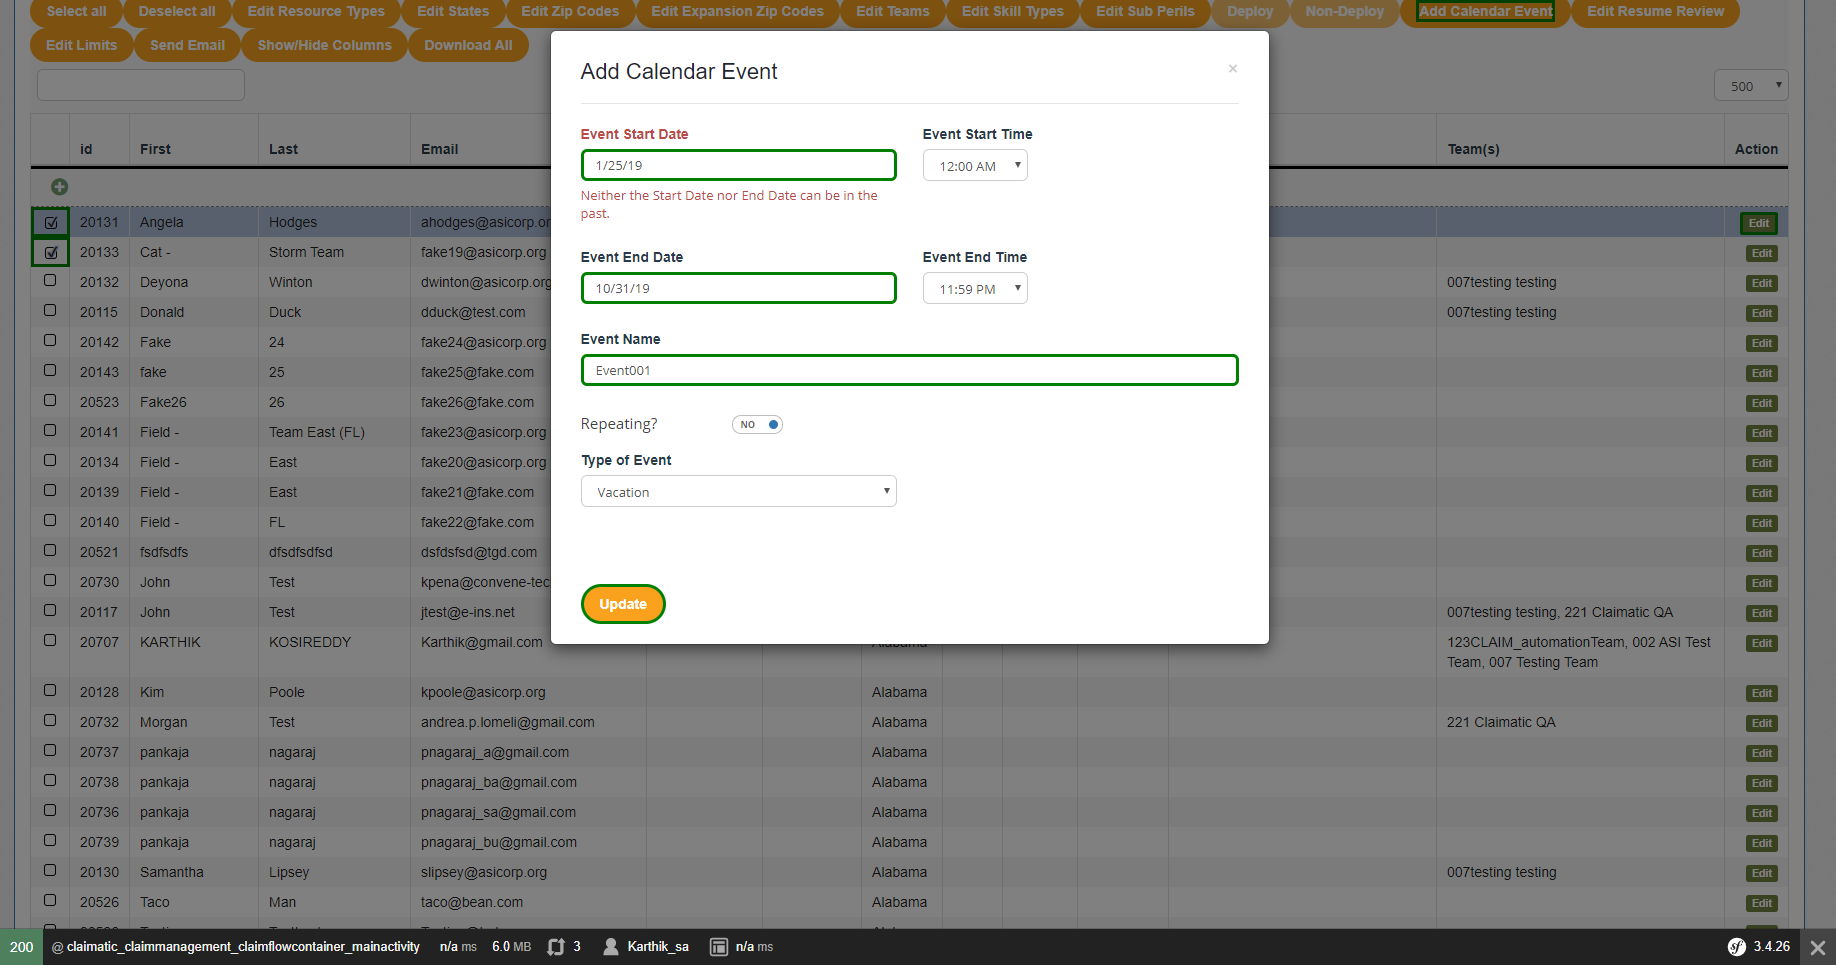 Select all Deselect all Edit Resource Types Edit States Edit Zip Codes Edit Expansion Zip Codes Edit Teams Edit Skill Types Edit Sub Perils Deploy Non-Deploy Add Calendar Event Edit Resume Review
Edit Limits Send Email Show/Hide Columns Download All
500
Add Calendar Event
×
Event Start Date Event Start Time
1/25/19 12:00 AM
Neither the Start Date nor End Date can be in the
past.
Event End Date Event End Time
10/31/19 11:59 PM
Event Name
Event001
Repeating? NO
Type of Event
Vacation
Update
id First Last Email Team(s) Action
20131 Angela Hodges ahodges@asicorp.or Edit
20133 Cat - Storm Team fake19@asicorp.org Edit
20132 Deyona Winton dwinton@asicorp.org 007testing testing Edit
20115 Donald Duck dduck@test.com 007testing testing Edit
20142 Fake 24 fake24@asicorp.org Edit
20143 fake 25 fake25@fake.com Edit
20523 Fake26 26 fake26@fake.com Edit
20141 Field - Team East (FL) fake23@asicorp.org Edit
20134 Field - East fake20@asicorp.org Edit
20139 Field - East fake21@fake.com Edit
20140 Field - FL fake22@fake.com Edit
20521 fsdfsdfs dfsdfsdfsd dsfdsfsd@tgd.com Edit
20730 John Test kpena@convene-tec Edit
20117 John Test jtest@e-ins.net 007testing testing, 221 Claimatic QA Edit
20707 KARTHIK KOSIREDDY Karthik@gmail.com Alabama 123CLAIM_automationTeam, 002 ASI Test Edit
Team, 007 Testing Team
20128 Kim Poole kpoole@asicorp.org Alabama Edit
20732 Morgan Test andrea.p.lomeli@gmail.com Alabama 221 Claimatic QA Edit
20737 pankaja nagaraj pnagaraj_a@gmail.com Alabama Edit
20738 pankaja nagaraj pnagaraj_ba@gmail.com Alabama Edit
20736 pankaja nagaraj pnagaraj_sa@gmail.com Alabama Edit
20739 pankaja nagaraj pnagaraj_bu@gmail.com Alabama Edit
20130 Samantha Lipsey slipsey@asicorp.org Alabama 007testing testing Edit
20526 Taco Man taco@bean.com Alabama Edit
200 @ claimatic_claimmanagement_claimflowcontainer_mainactivity n/a ms 6.0 MB 3 Karthik_sa n/a ms sf 3.4.26